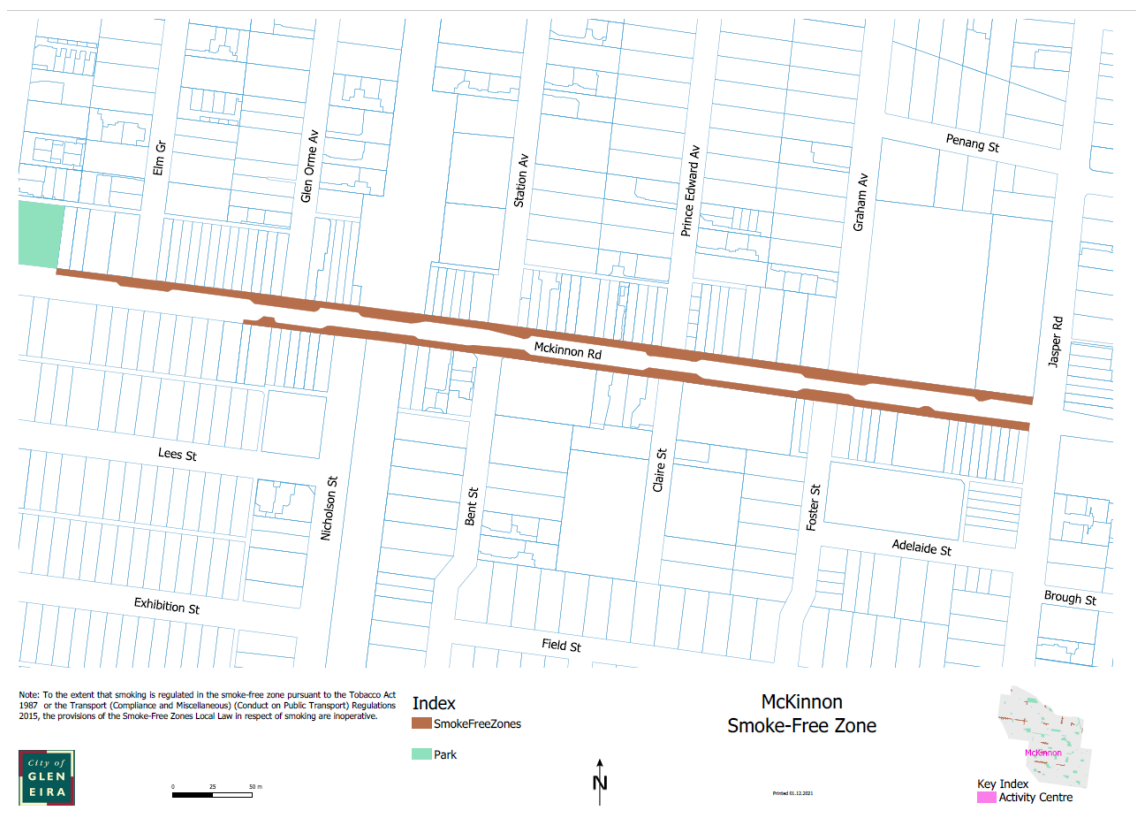 Penang St
Elm Gr
Glen Orme Av
Station Av
Prince Edward Av
Graham Av
Jasper Rd
Mckinnon Rd
Lees St
Nicholson St
Bent St
Claire St
Foster St
Adelaide St
Exhibition St
Brough St
Field St
Note: To the extent that smoking is regulated in the smoke-free zone pursuant to the Tobacco Act
1987 or the Transport (Compliance and Miscellaneous) (Conduct on Public Transport) Regulations
2015, the provisions of the Smoke-Free Zones Local Law in respect of smoking are inoperative.
Index
SmokeFreeZones
Park
McKinnon
Smoke-Free Zone
McKinnon
City of
GLEN
EIRA
0 25 50 m
N
Printed 01.12.2021
Key Index
Activity Centre